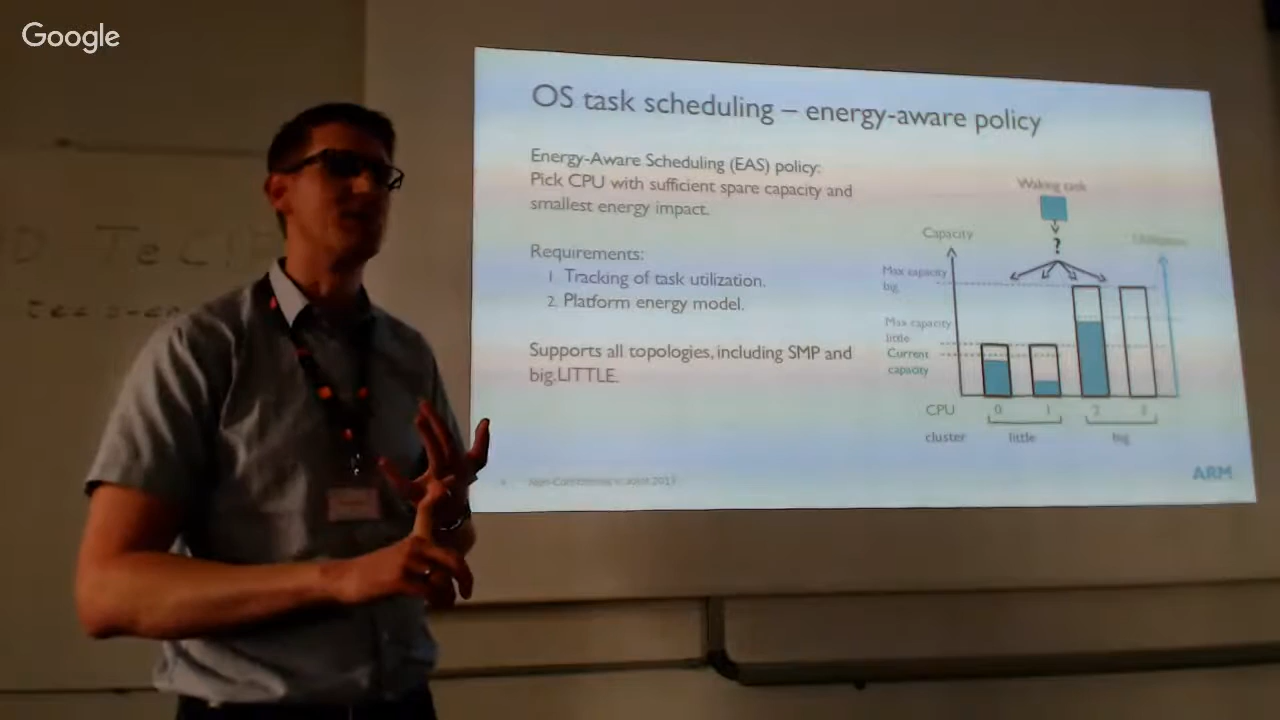 Google
OS task scheduling – energy-aware policy
Energy-Aware Scheduling (EAS) policy:
Pick CPU with sufficient spare capacity and
smallest energy impact.
Requirements:
1 Tracking of task utilization.
2. Platform energy model.
Supports all topologies, including SMP and
big.LITTLE.
Waking task
?
Capacity
Max capacity
big
Max capacity
little
Current
capacity
CPU 0 1 2 3
cluster little big
ARM